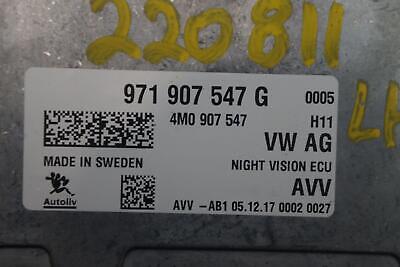 220811
971 907 547 G 0005
4M0 907 547 H11
VW AG
MADE IN SWEDEN NIGHT VISION ECU
AVV
Autoliv AVV -AB1 05.12.17 0002 0027